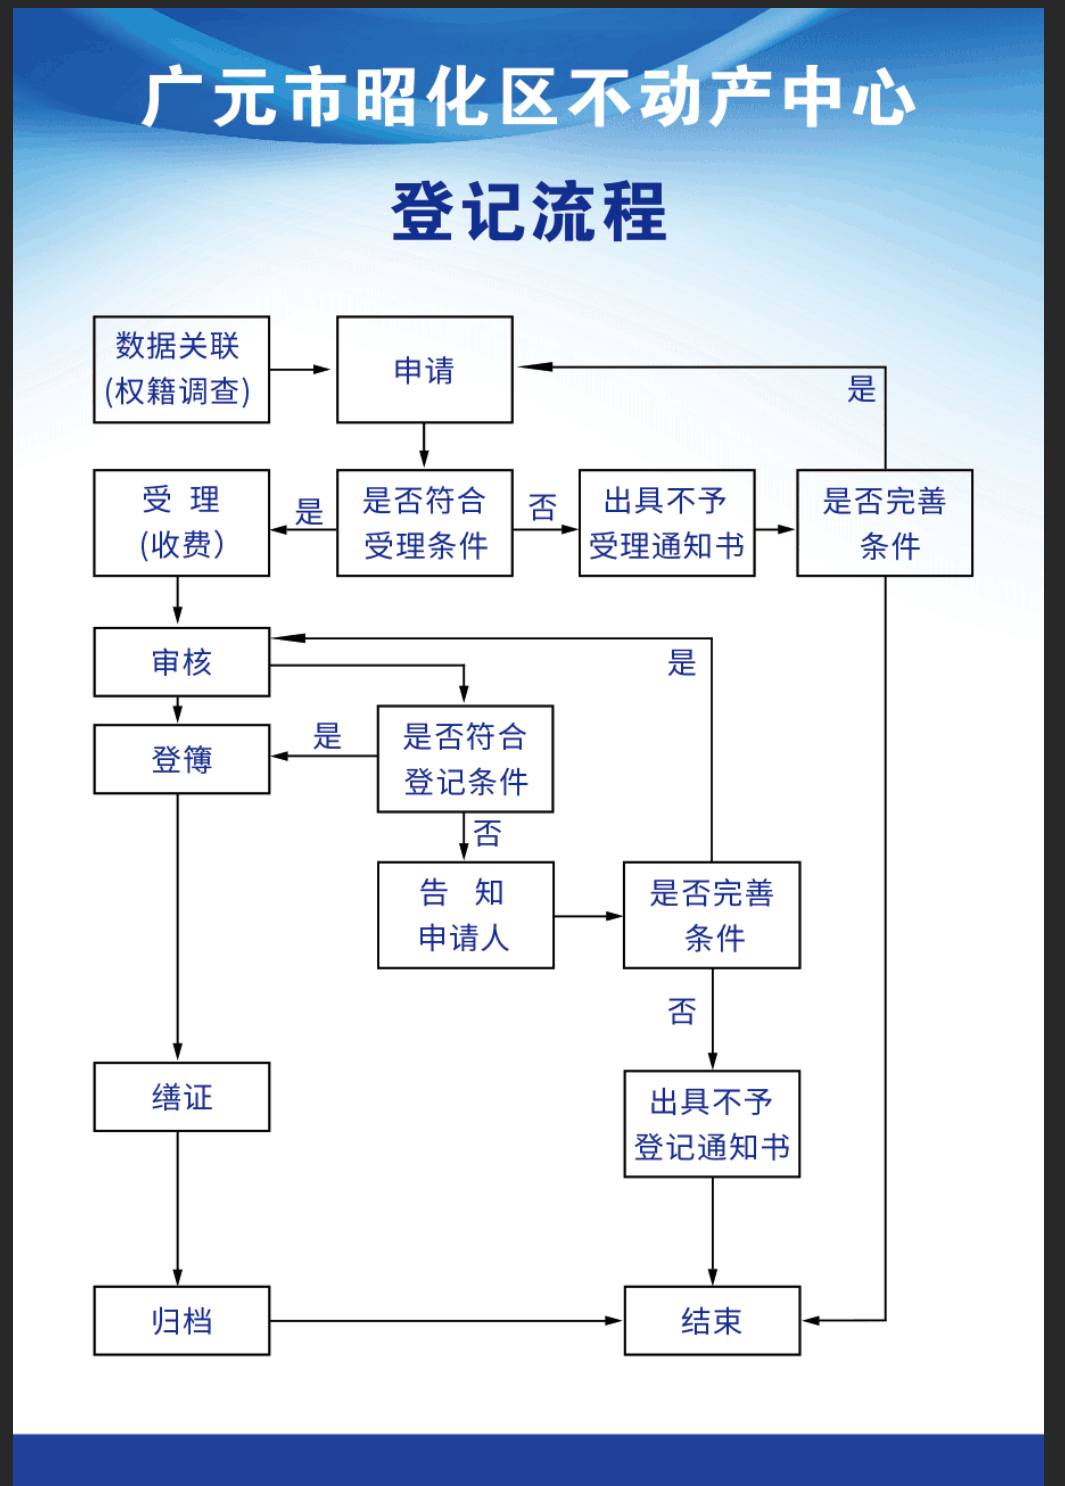 广元市昭化区不动产中心
登记流程
数据关联
(权籍调查)
申请
是
受 理
(收费）
是
是否符合
受理条件
否
出具不予
受理通知书
是否完善
条件
审核
是
登簿
是
是否符合
登记条件
否
告 知
申请人
是否完善
条件
否
缮证
出具不予
登记通知书
归档
结束